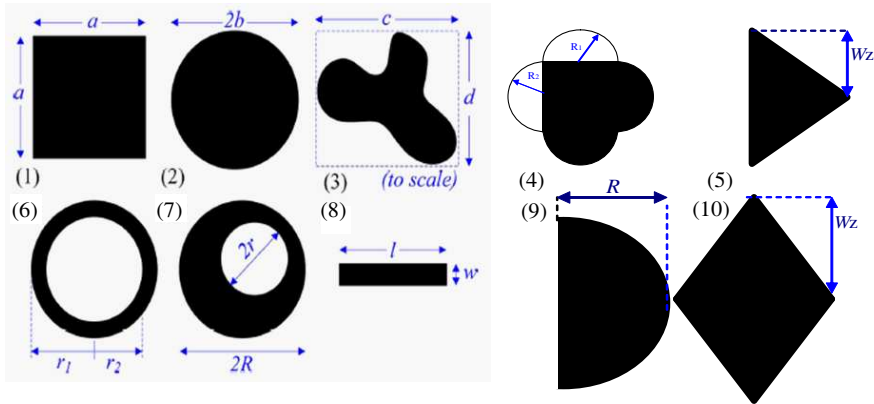 a
2b
c
R₁
Wz
a
R₂
d
(1)
(2)
(3)
(to scale)
(4)
(5)
(6)
(7)
(8)
R
(9)
(10)
2r
l
w
Wz
r₁
r₂
2R